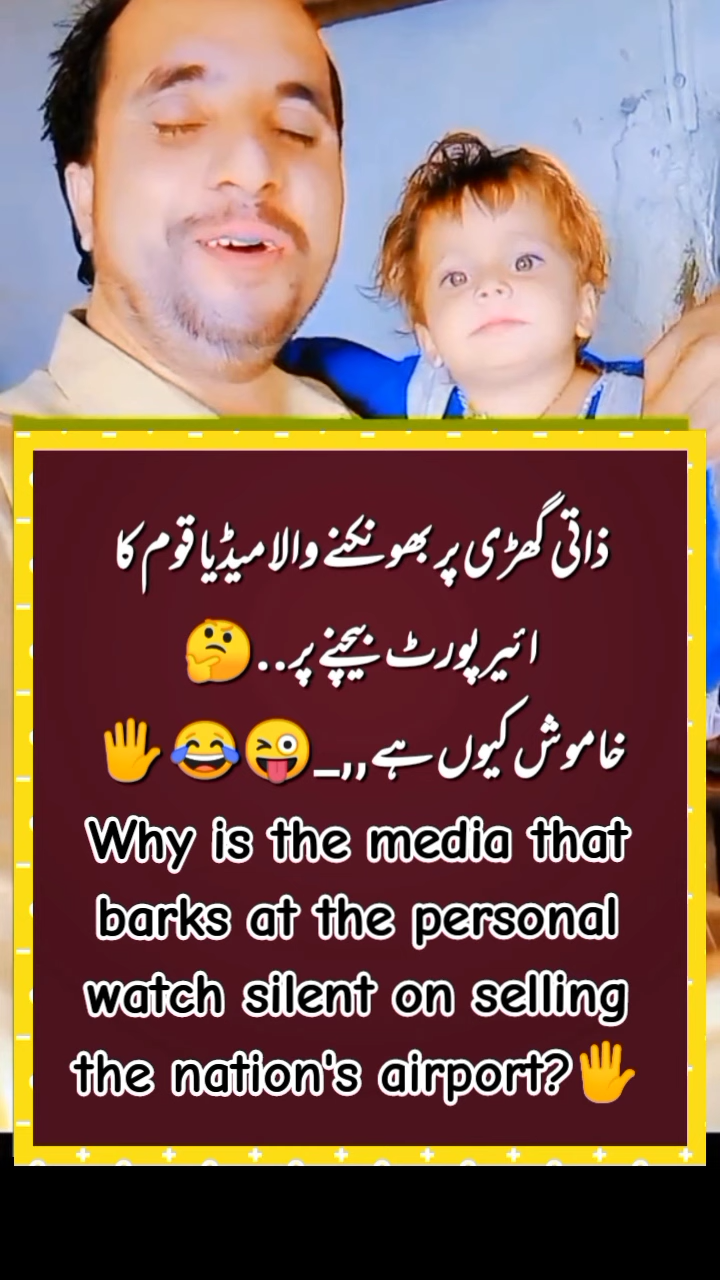 ذاتی گھڑی پر بھونکنے والا میڈیا قوم کا
ائیرپورٹ بیچنے پر..🤔
خاموش کیوں ہے,,_😜😂🖐
Why is the media that
barks at the personal
watch silent on selling
the nation's airport?🖐